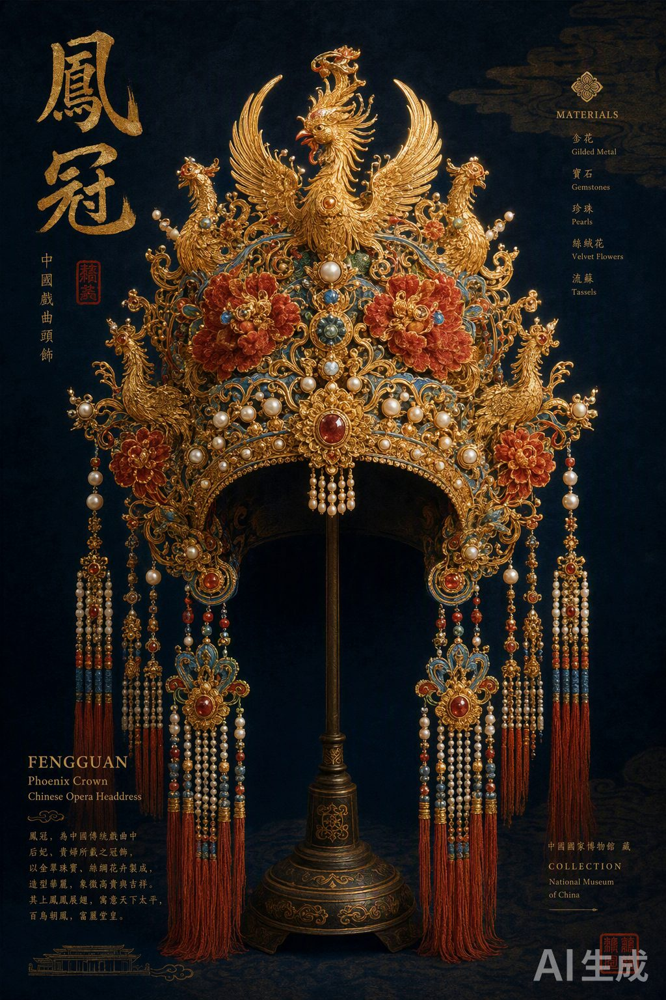 鳳冠
中國戲曲頭飾
MATERIALS
金花
Gilded Metal
寶石
Gemstones
珍珠
Pearls
絲絨花
Velvet Flowers
流蘇
Tassels
FENGGUAN
Phoenix Crown
Chinese Opera Headdress
鳳冠，為中國傳统戲曲中
后妃、貴婦所戴之冠飾，
以金翠珠寶、絲綢花卉製成，
造型華麗，象徵高貴與吉祥。
其上鳳凰展翅，寓意天下太平，
百鳥朝鳳，富麗堂皇。
中國國家博物館 藏
COLLECTION
National Museum
of China
AI生成